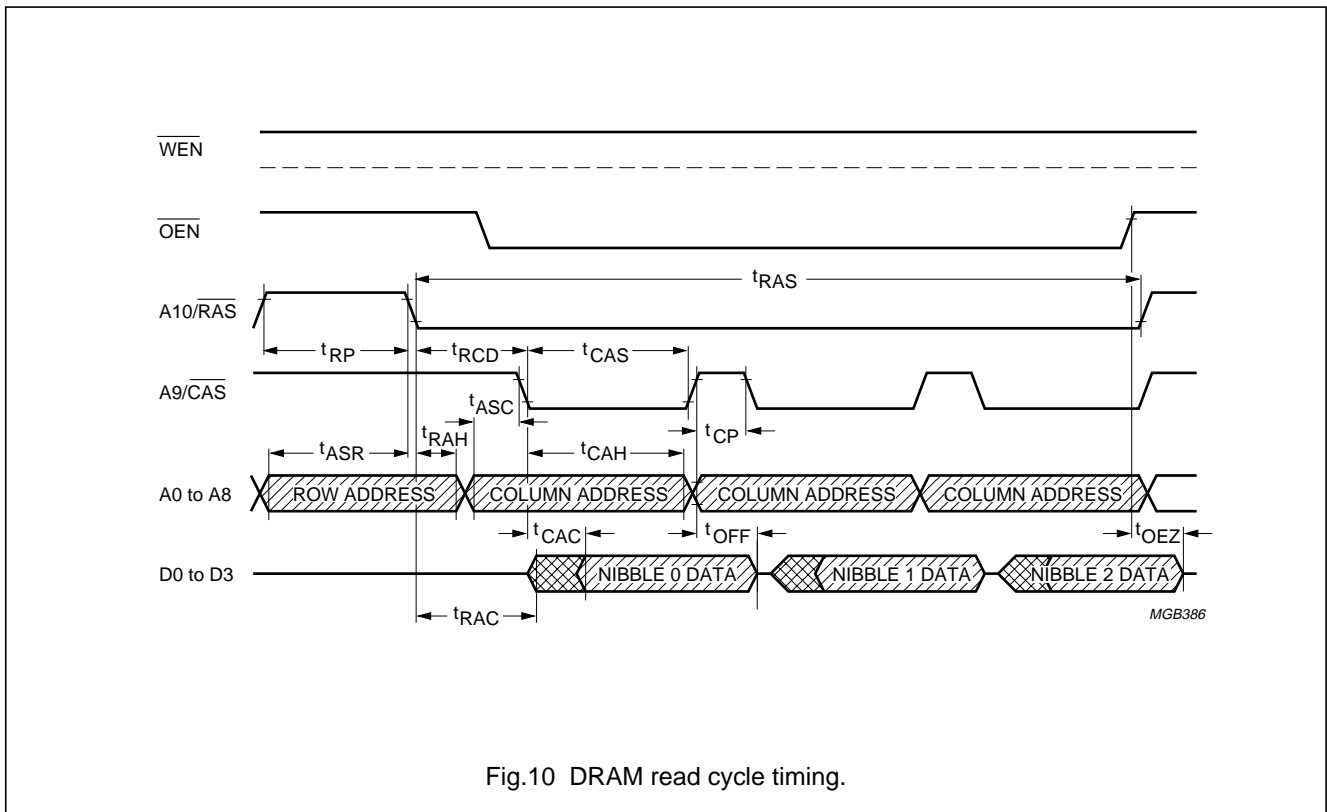 WEN
OEN
tRAS
A10/RAS
tRP
tRCD
tCAS
A9/CAS
tASC
tCP
tRAH
tASR
tCAH
A0 to A8
ROW ADDRESS
COLUMN ADDRESS
COLUMN ADDRESS
COLUMN ADDRESS
tCAC
tOFF
tOEZ
D0 to D3
NIBBLE 0 DATA
NIBBLE 1 DATA
NIBBLE 2 DATA
tRAC
MGB386
Fig.10 DRAM read cycle timing.